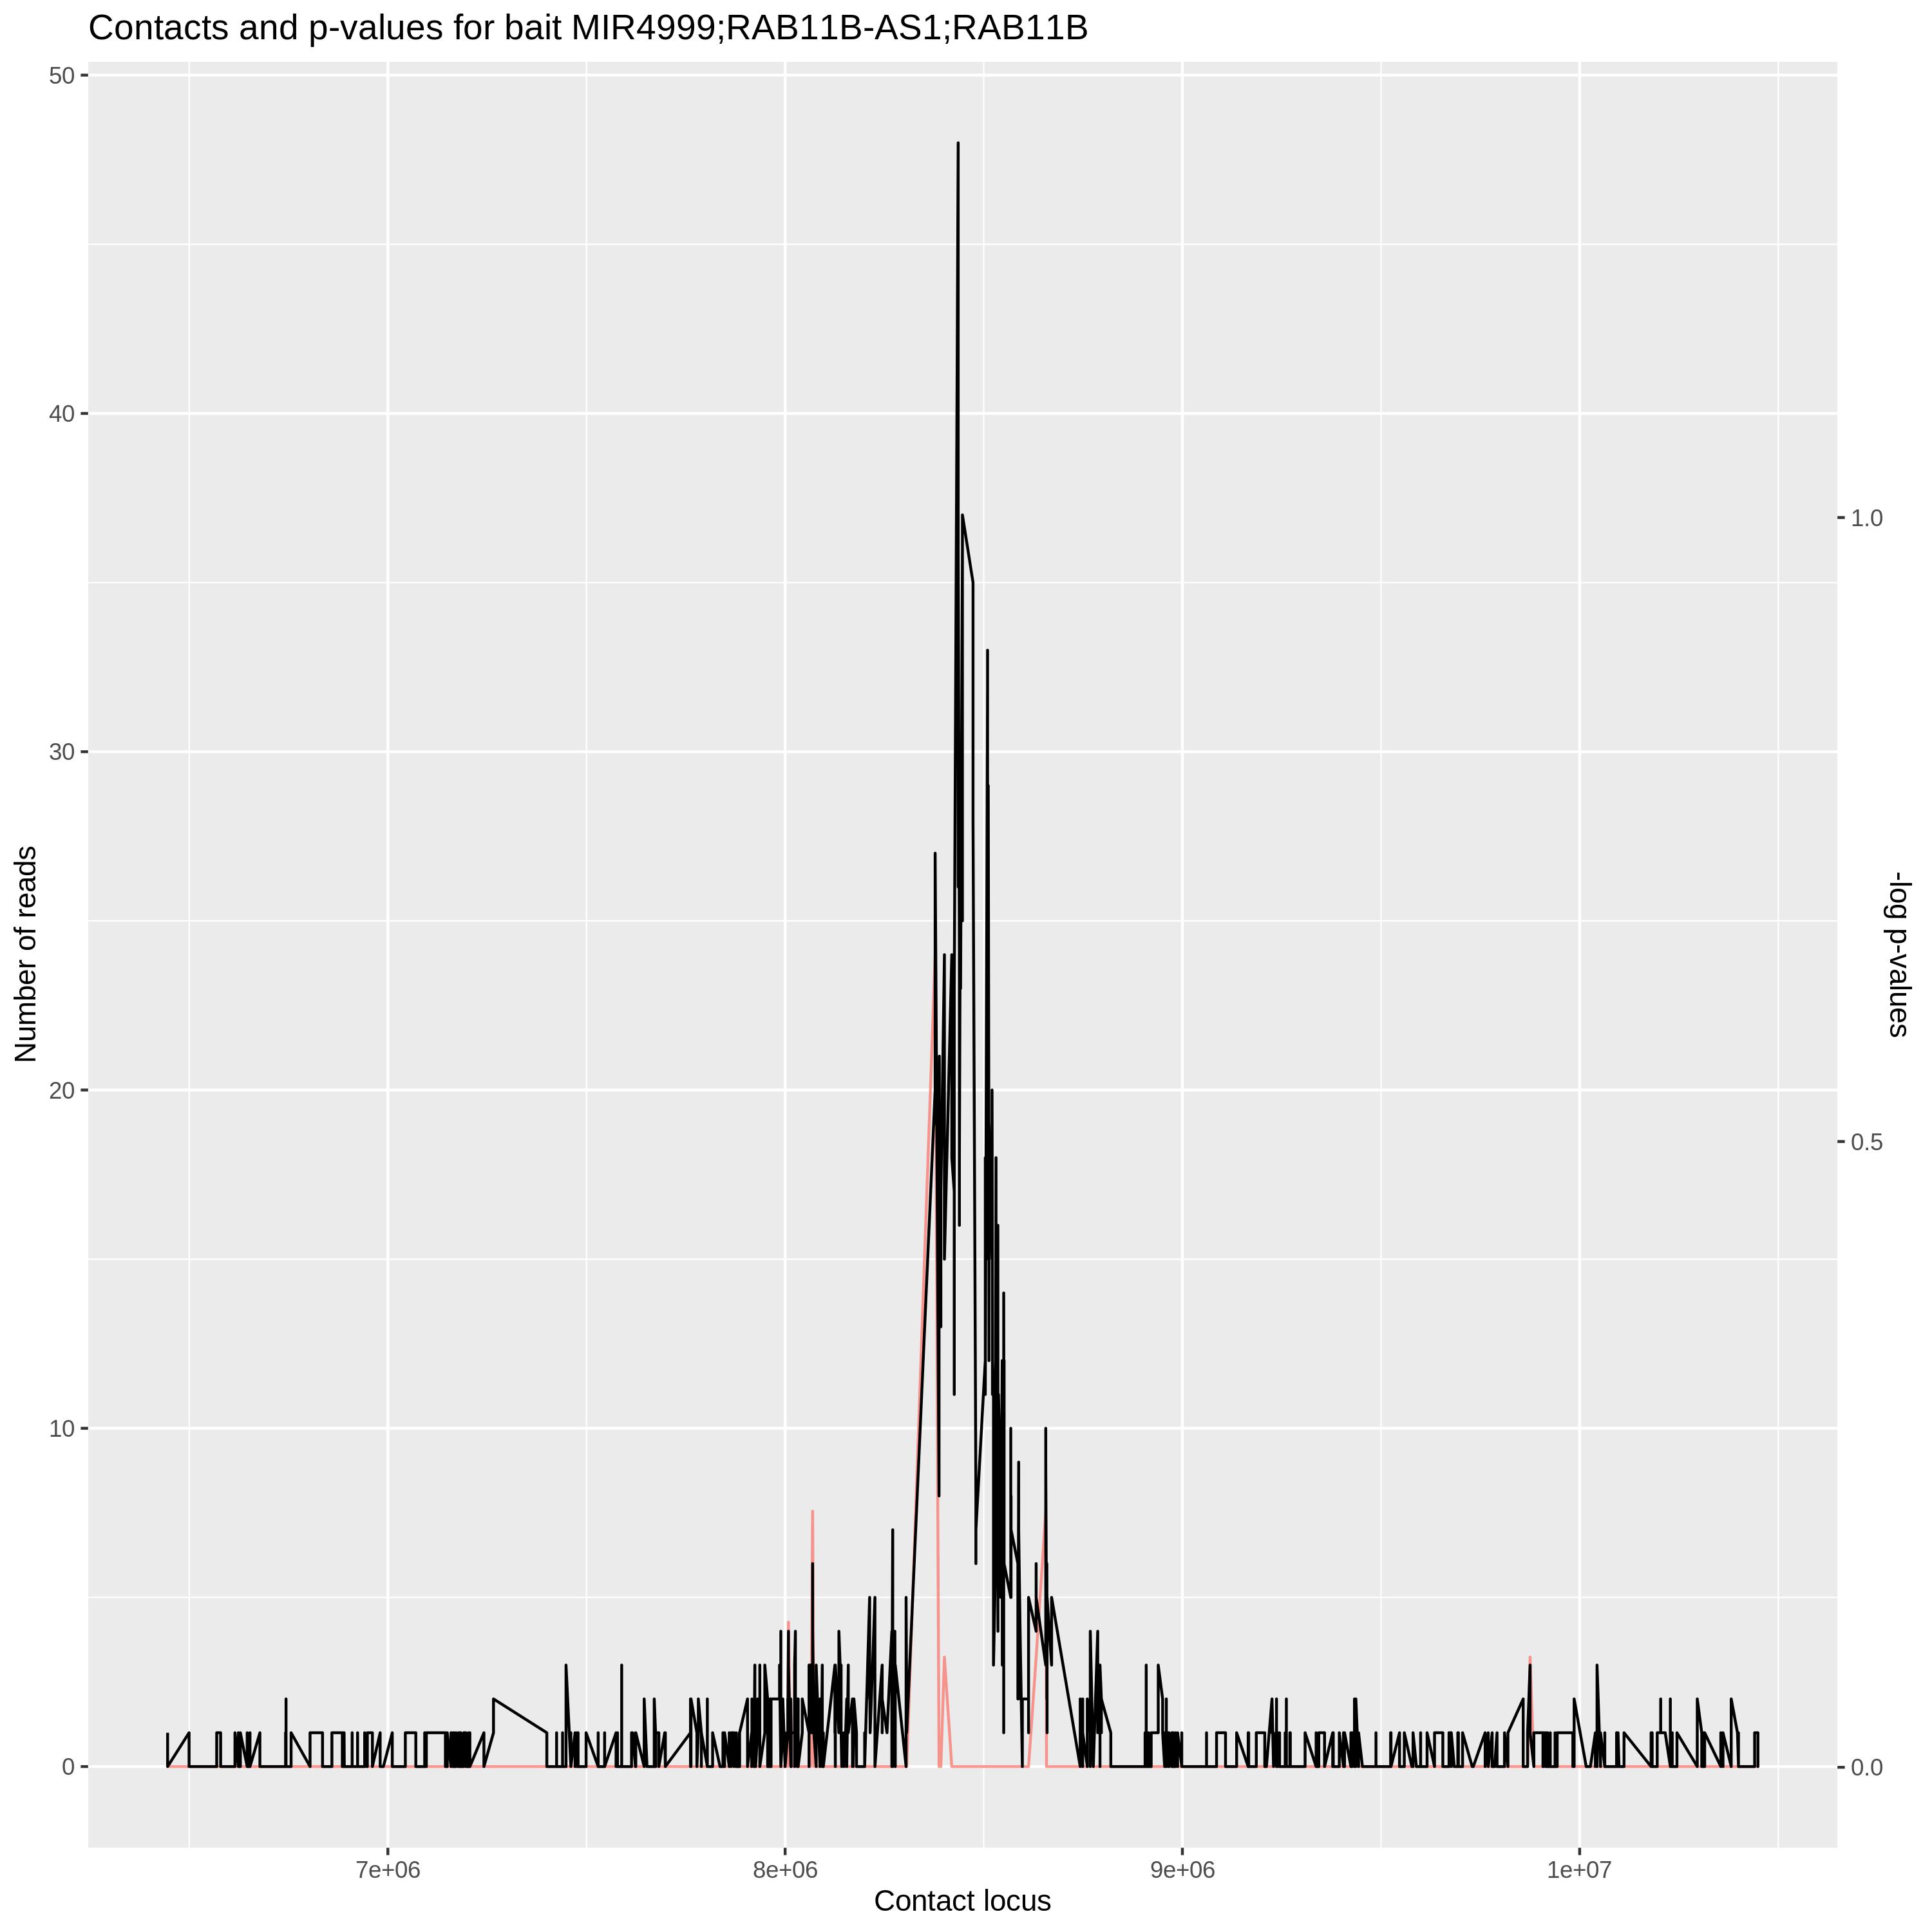 Contacts and p-values for bait MIR4999;RAB11B-AS1;RAB11B
50
40
30
20
10
0
Number of reads
1.0
0.5
0.0
-log p-values
7e+06
8e+06
9e+06
1e+07
Contact locus